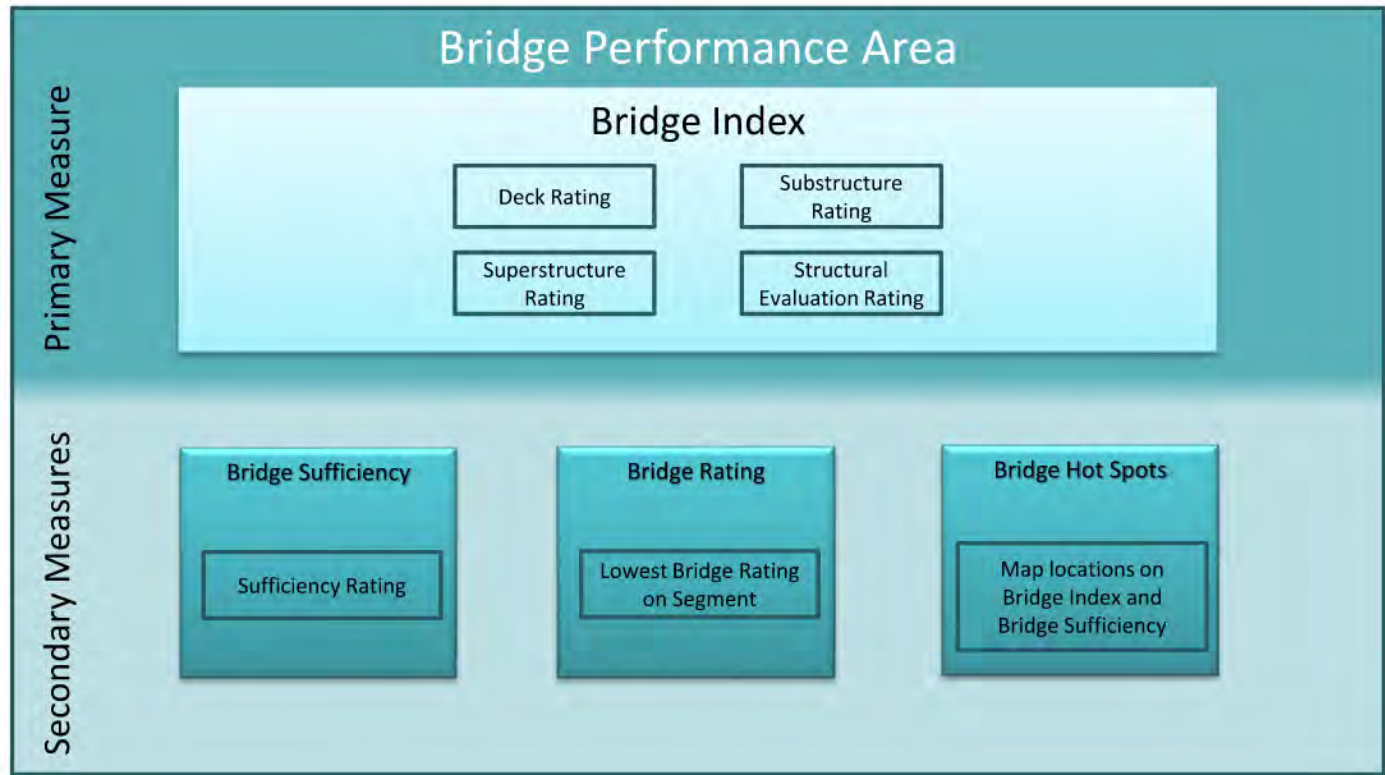 Bridge Performance Area
Primary Measure
Bridge Index
Deck Rating
Substructure
Rating
Superstructure
Rating
Structural
Evaluation Rating
Secondary Measures
Bridge Sufficiency
Sufficiency Rating
Bridge Rating
Lowest Bridge Rating
on Segment
Bridge Hot Spots
Map locations on
Bridge Index and
Bridge Sufficiency